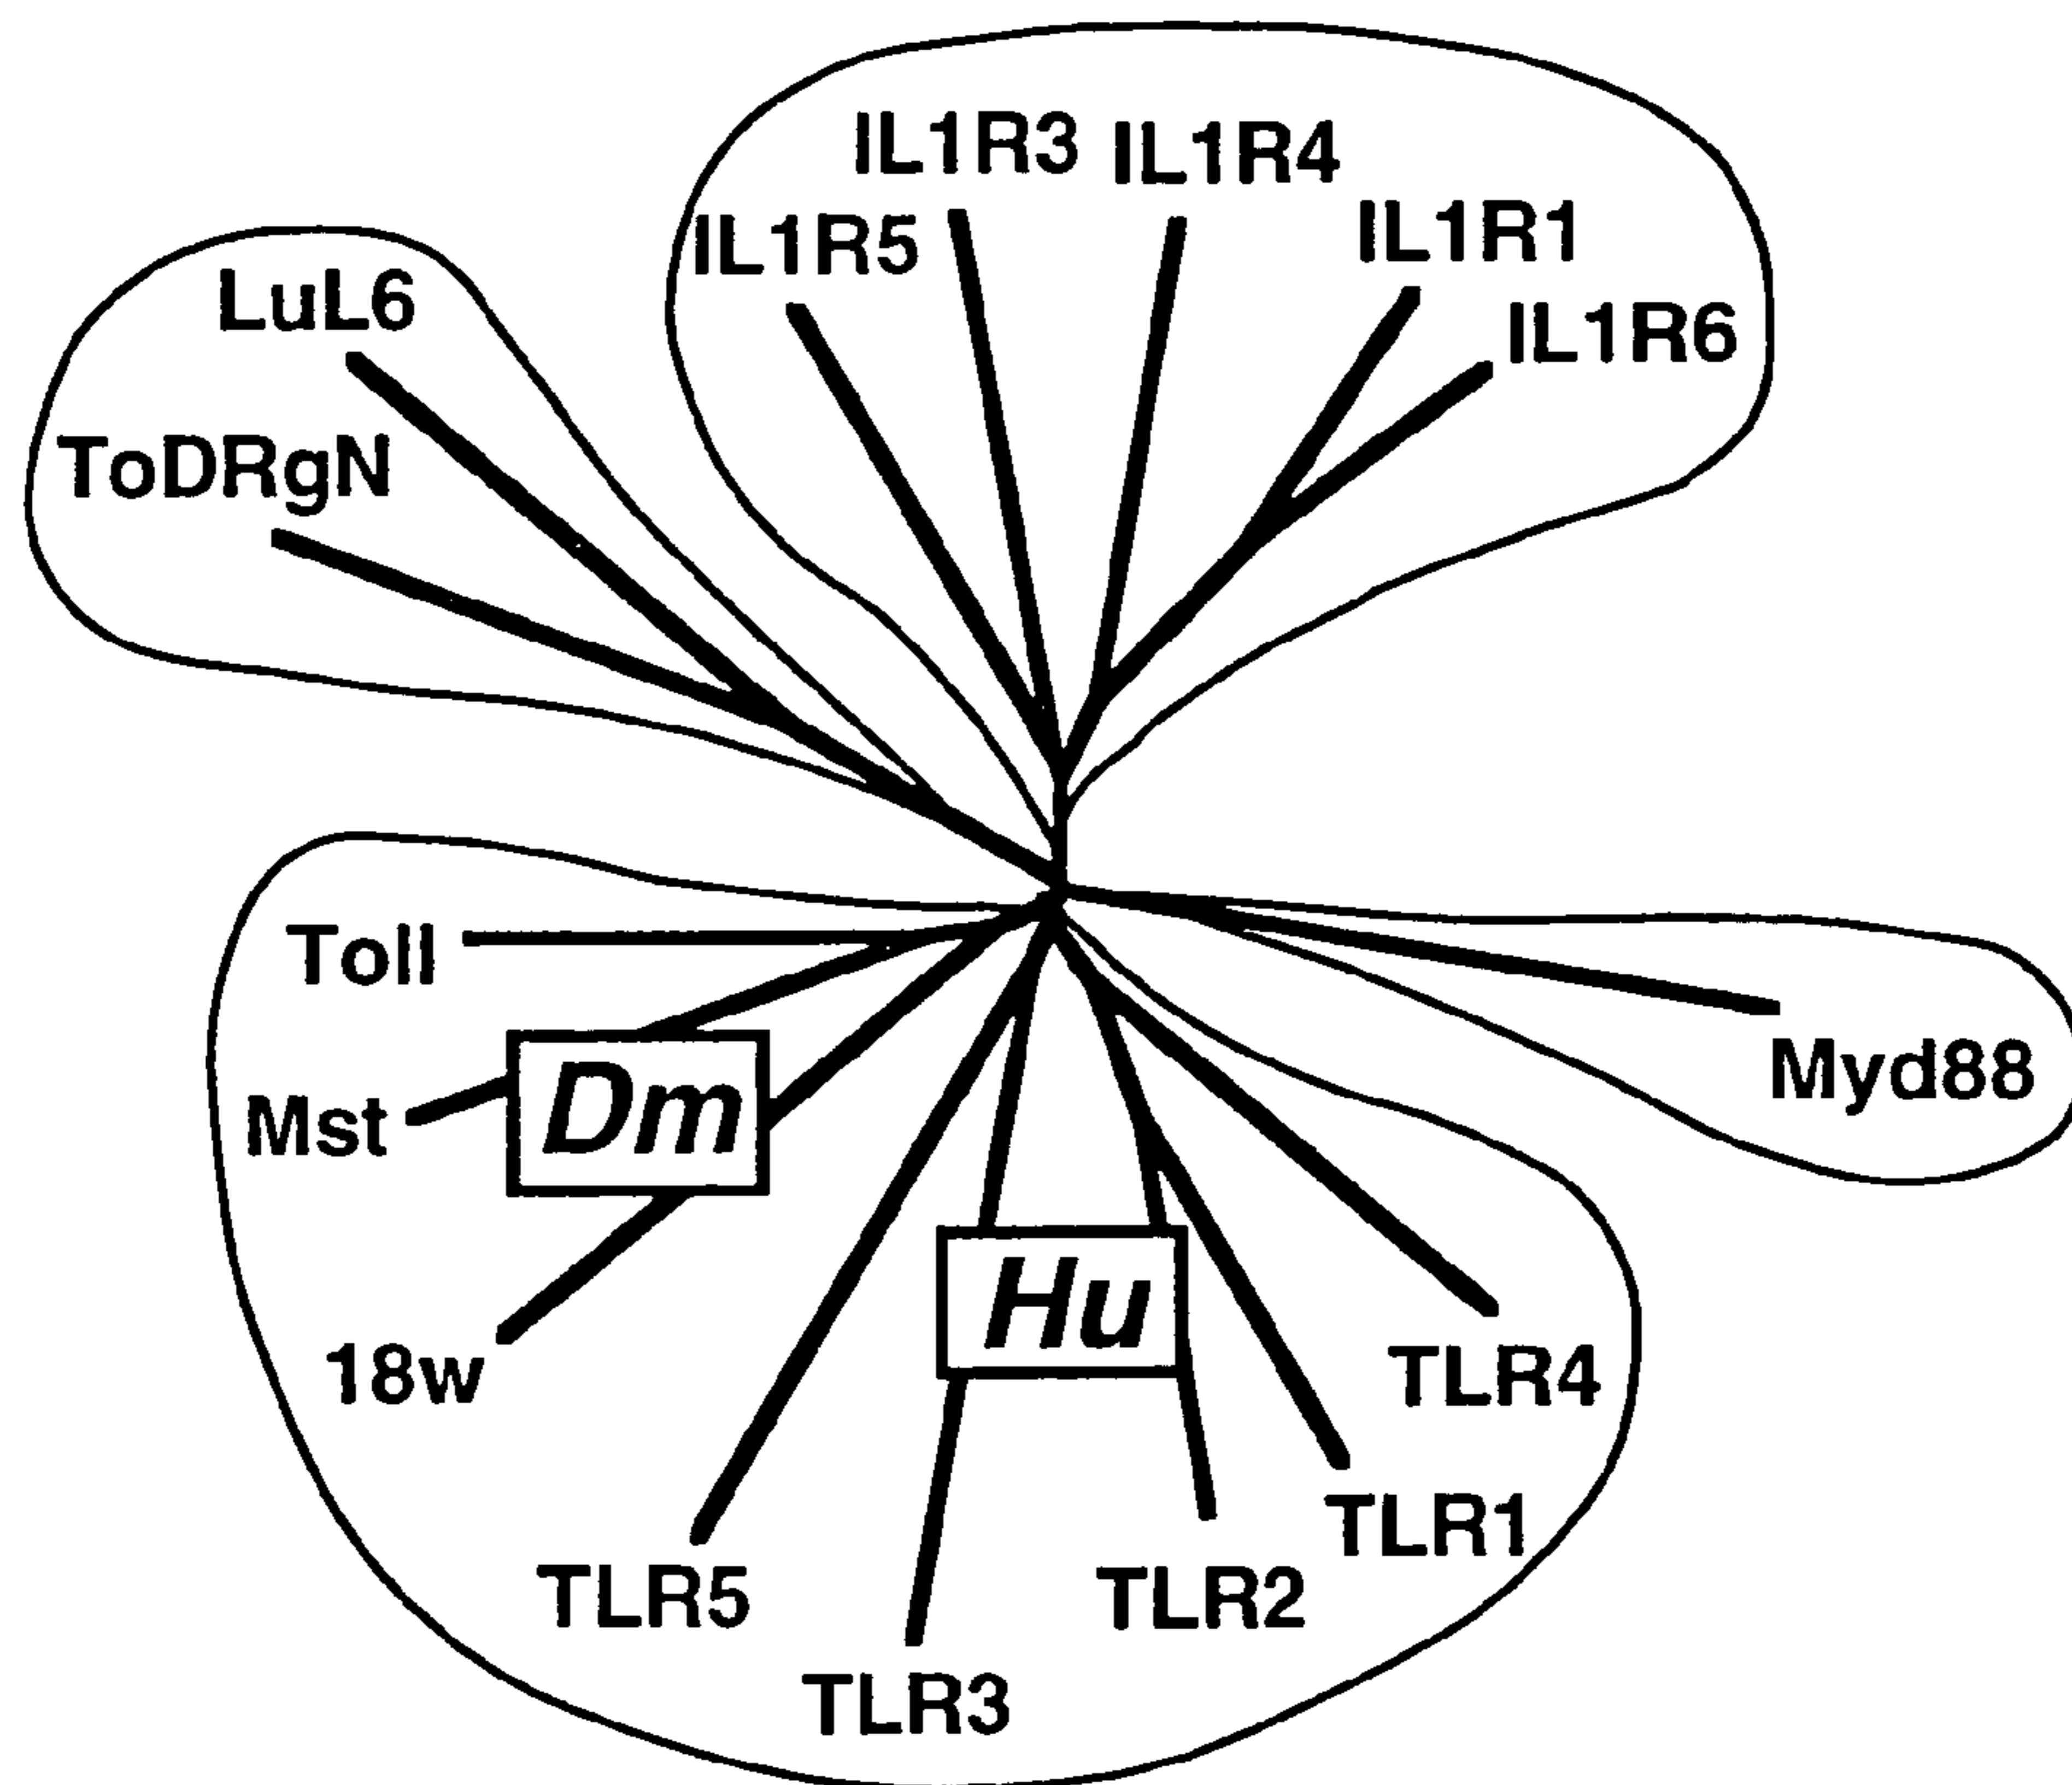 IL1R3
IL1R4
IL1R5
IL1R1
IL1R6
LuL6
ToDRgN
Toll
Myd88
Mst
Dm
18w
Hu
TLR4
TLR1
TLR5
TLR2
TLR3